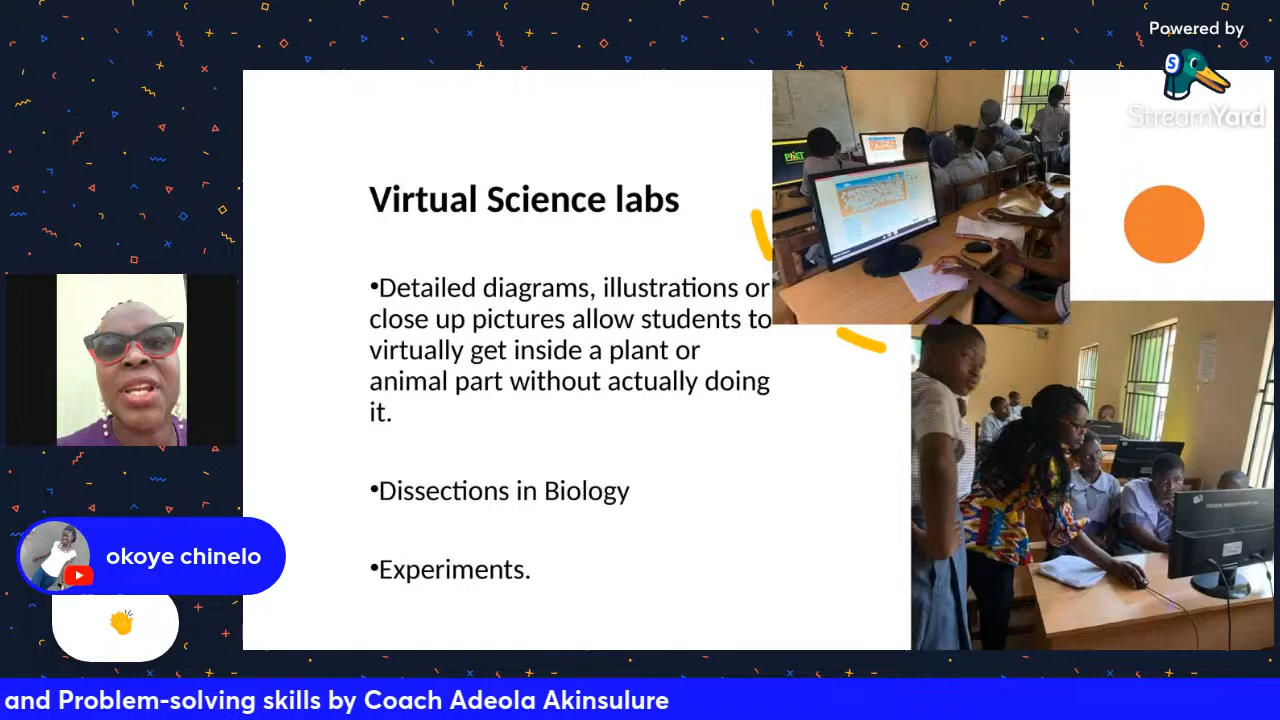 Powered by
StreamYard
S
PhET
Virtual Science labs
•Detailed diagrams, illustrations or
close up pictures allow students to
virtually get inside a plant or
animal part without actually doing
it.
•Dissections in Biology
•Experiments.
okoye chinelo
and Problem-solving skills by Coach Adeola Akinsulure